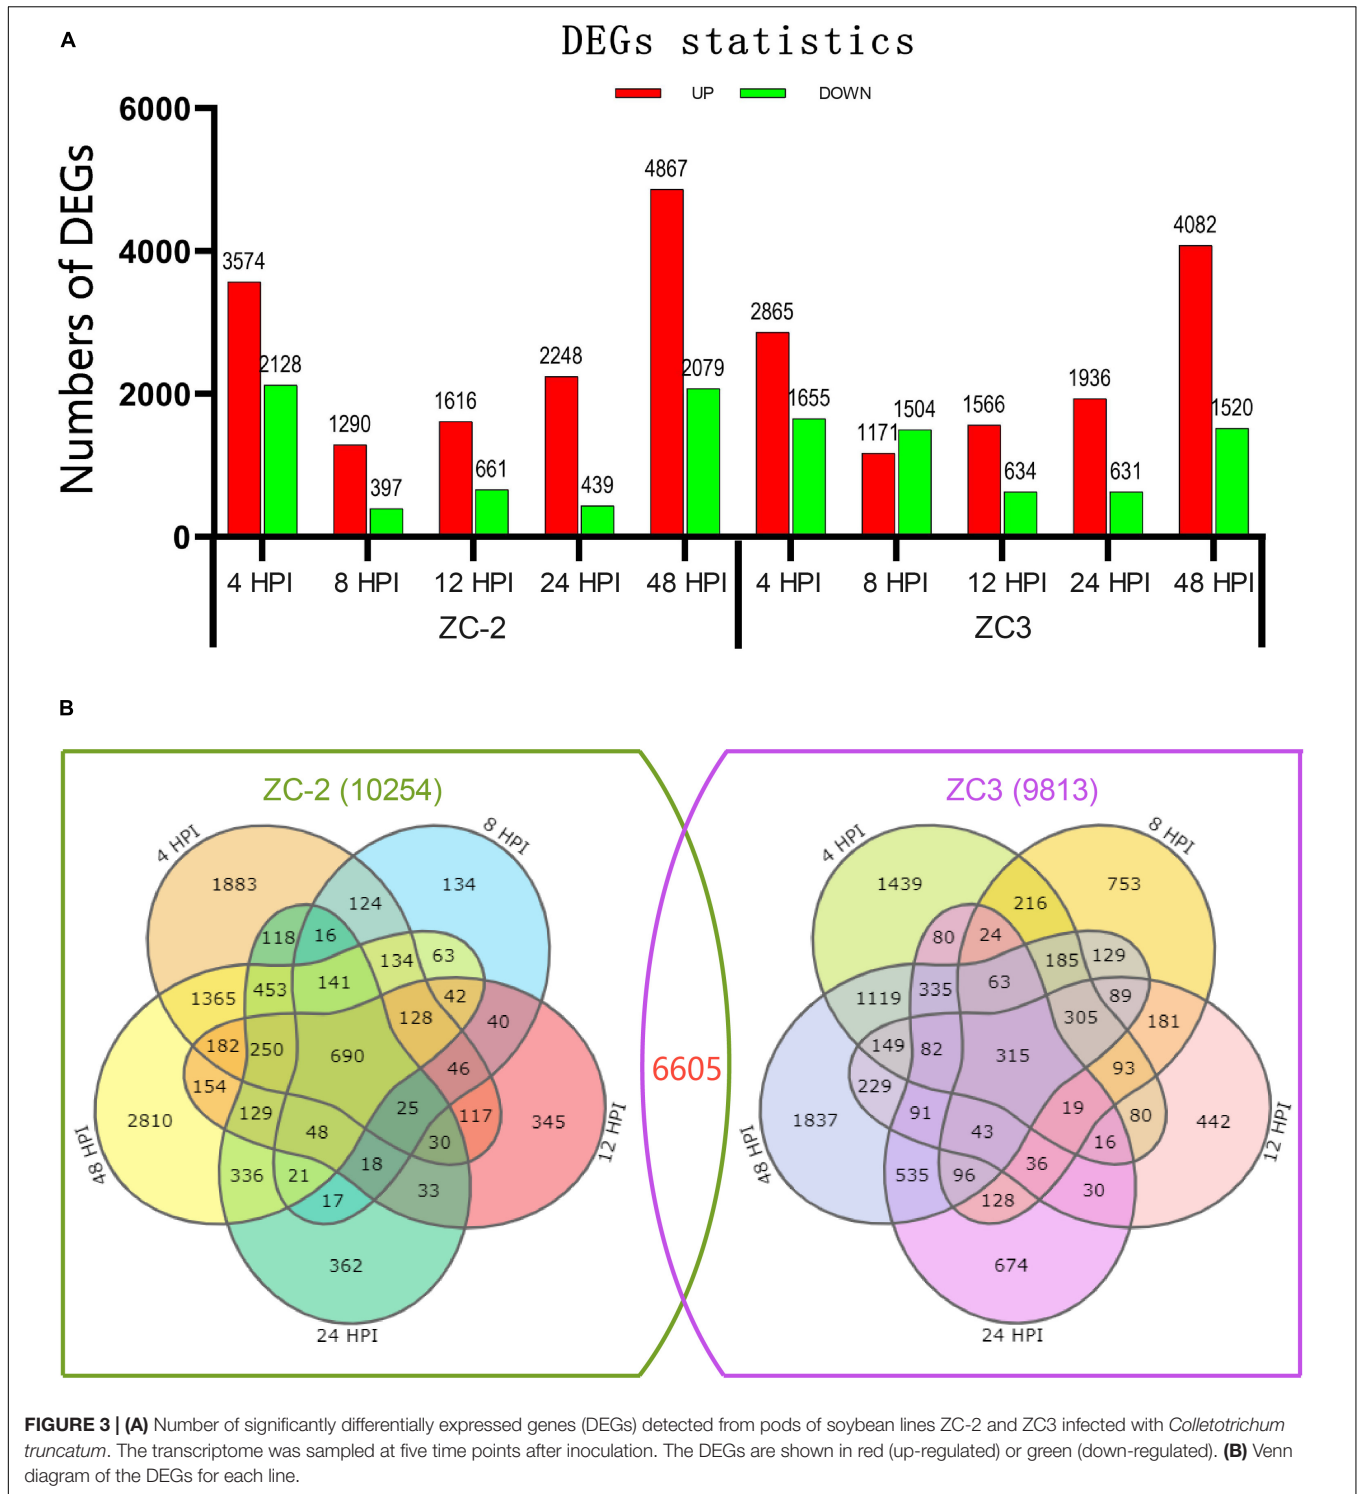 A
DEGs statistics
UP DOWN
Numbers of DEGs
6000
4000
2000
0
3574 2128 1290 397 1616 661 2248 439 4867 2079 2865 1655 1171 1504 1566 634 1936 631 4082 1520
4 HPI 8 HPI 12 HPI 24 HPI 48 HPI 4 HPI 8 HPI 12 HPI 24 HPI 48 HPI
ZC-2 ZC3
B
ZC-2 (10254)
4 HPI
8 HPI
1883
134
124
118
16
134
63
453
141
1365
42
128
40
182
250
690
46
154
129
25
117
2810
48
30
345
18
336
21
17
33
48 HPI
12 HPI
362
24 HPI
6605
ZC3 (9813)
4 HPI
8 HPI
1439
753
216
80
24
185
129
335
63
1119
89
305
181
149
82
315
93
229
91
19
80
1837
43
16
442
36
535
96
128
30
48 HPI
12 HPI
674
24 HPI
FIGURE 3 | (A) Number of significantly differentially expressed genes (DEGs) detected from pods of soybean lines ZC-2 and ZC3 infected with Colletotrichum
truncatum. The transcriptome was sampled at five time points after inoculation. The DEGs are shown in red (up-regulated) or green (down-regulated). (B) Venn
diagram of the DEGs for each line.